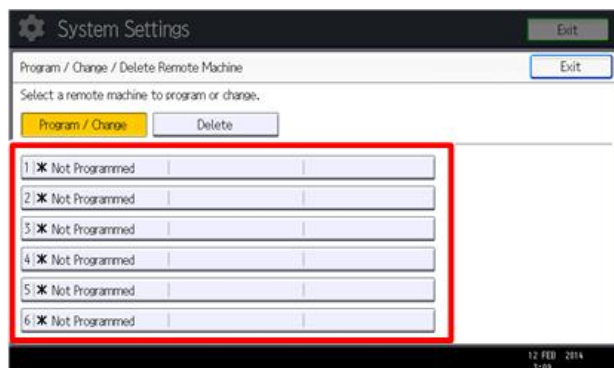 System Settings Exit
Program / Change / Delete Remote Machine Exit
Select a remote machine to program or change.
Program / Change Delete
1 * Not Programmed
2 * Not Programmed
3 * Not Programmed
4 * Not Programmed
5 * Not Programmed
6 * Not Programmed
12 FEB 2014